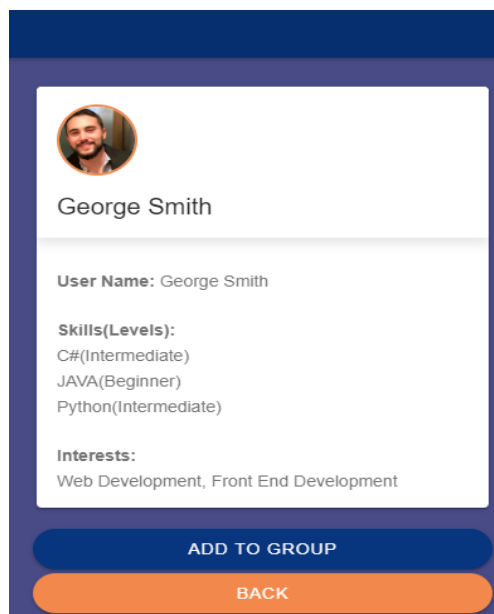 George Smith
User Name: George Smith
Skills(Levels):
C#(Intermediate)
JAVA(Beginner)
Python(Intermediate)
Interests:
Web Development, Front End Development
ADD TO GROUP
BACK